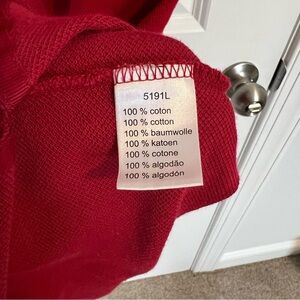 5191L
100 % coton
100 % cotton
100 % baumwolle
100 % katoen
100 % cotone
100 % algodão
100 % algodón